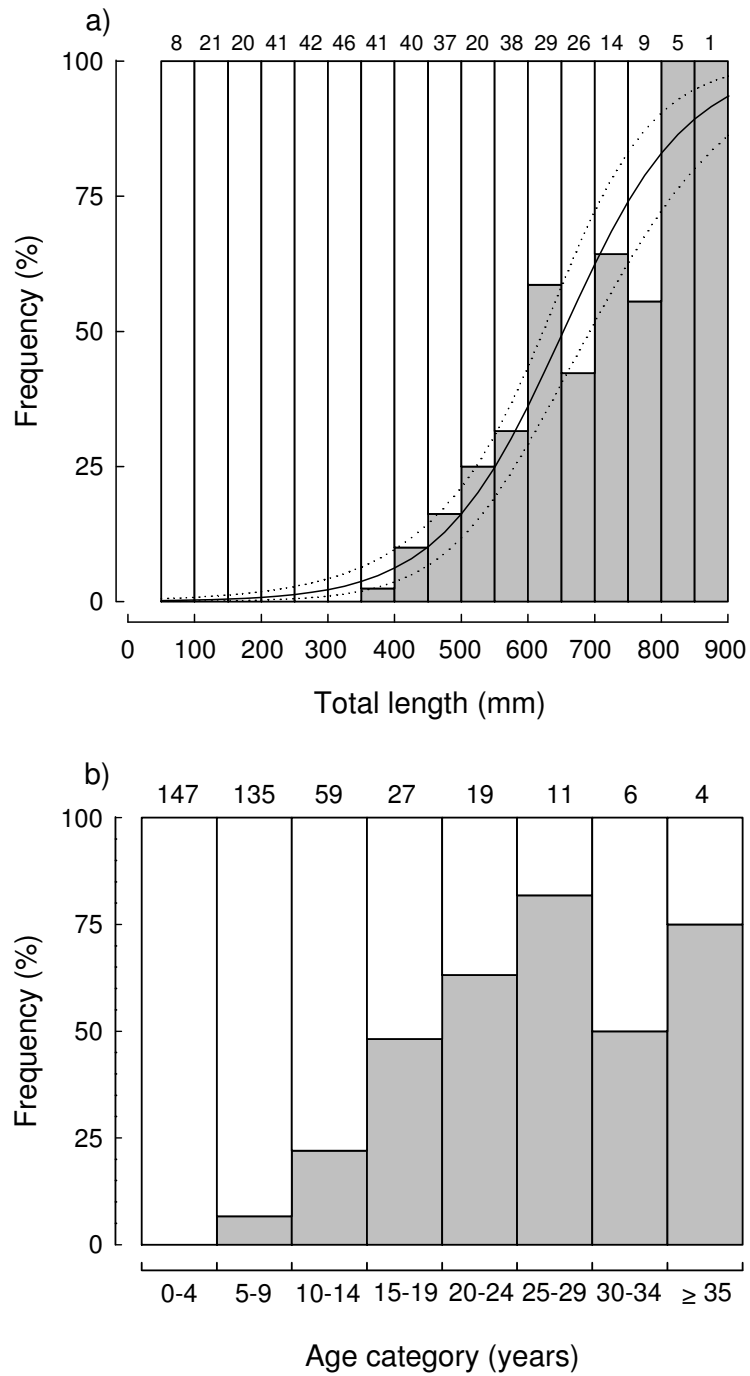 a)
8 21 20 41 42 46 41 40 37 20 38 29 26 14 9 5 1
100
75
50
25
0
Frequency (%)
0 100 200 300 400 500 600 700 800 900
Total length (mm)
b)
147 135 59 27 19 11 6 4
100
75
50
25
0
Frequency (%)
0-4 5-9 10-14 15-19 20-24 25-29 30-34 ≥ 35
Age category (years)